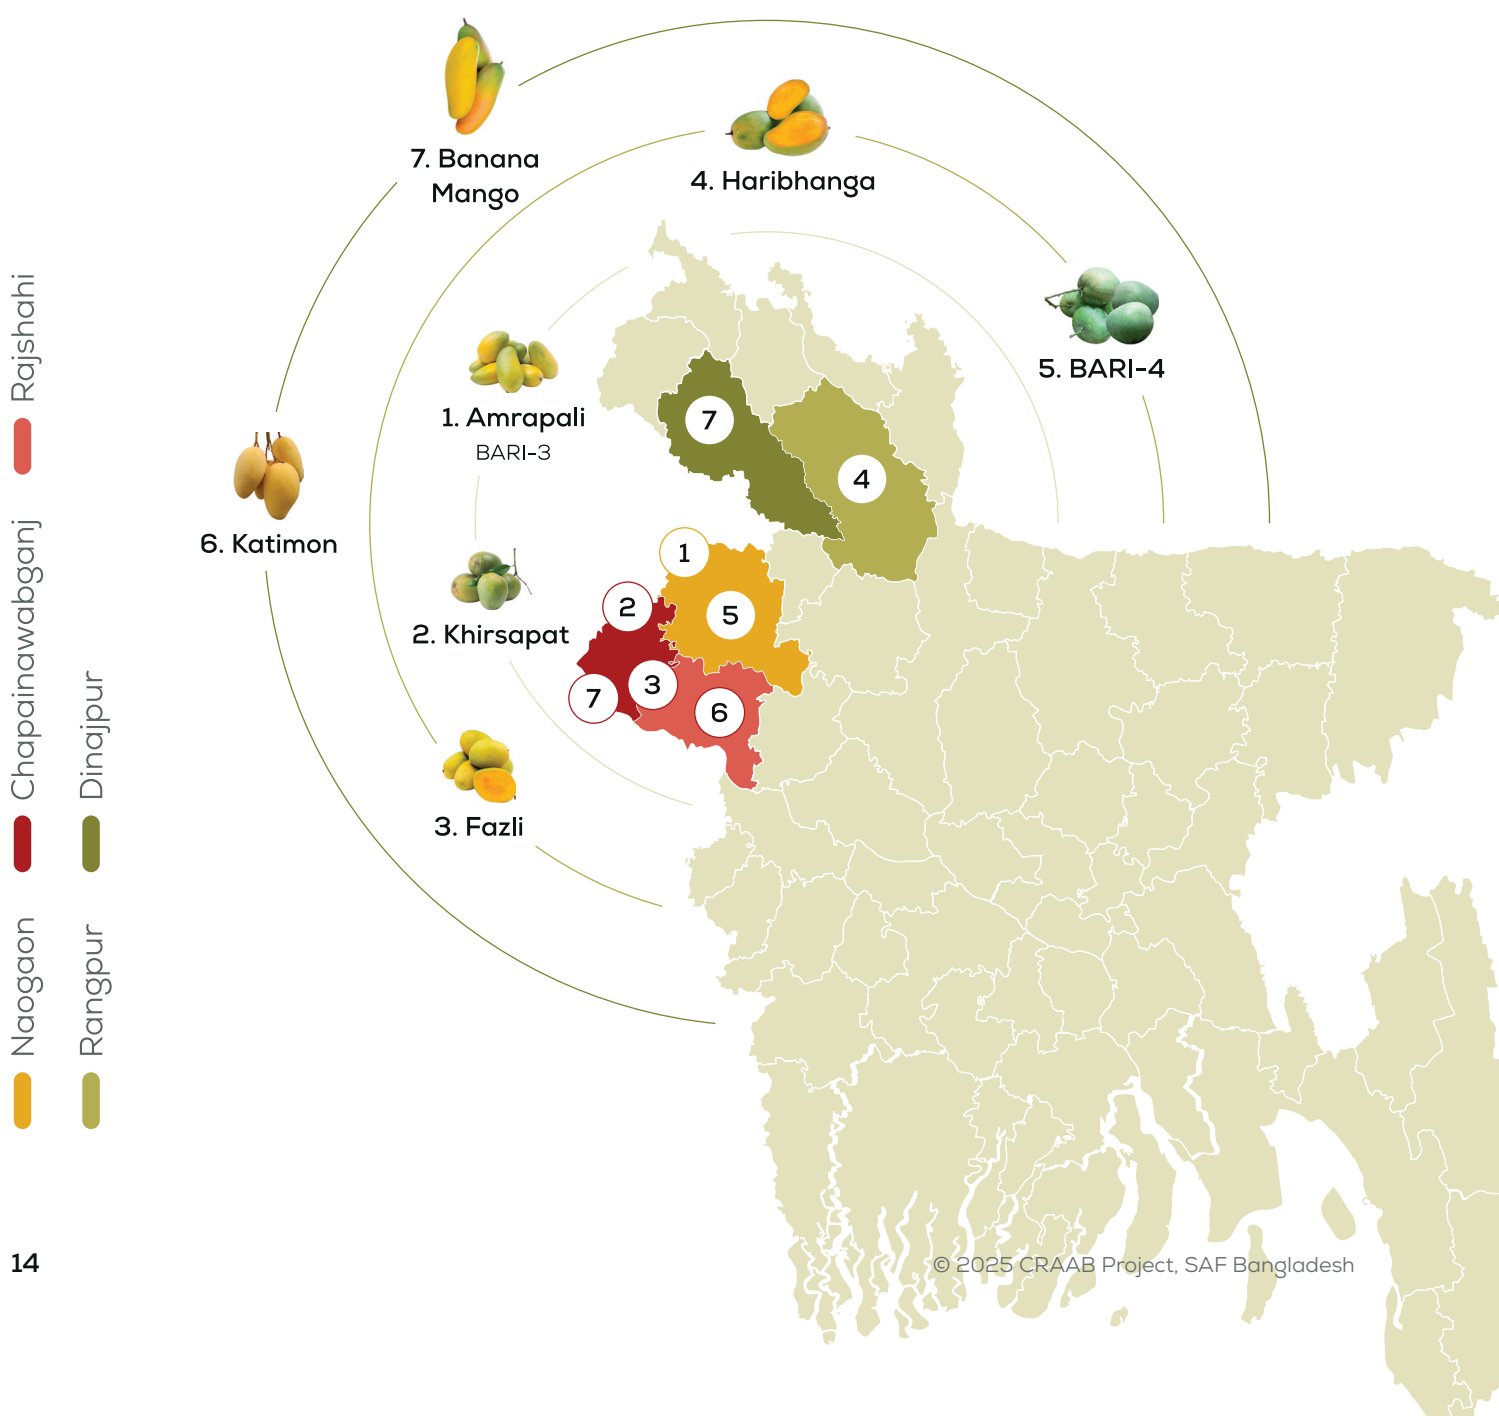 7. Banana
Mango
4. Haribhanga
5. BARI-4
1. Amrapali
BARI-3
6. Katimon
2. Khirsapat
3. Fazli
7
4
1
5
2
3
7
6
Naogaon
Chapainawabganj
Rajshahi
Rangpur
Dinajpur
14
© 2025 CRAAB Project, SAF Bangladesh